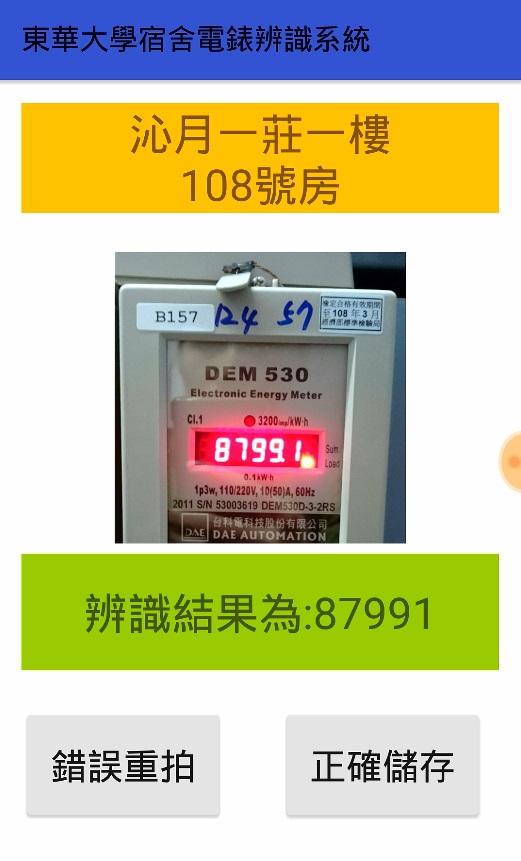 東華大學宿舍電錶辨識系統
沁月一莊一樓
108號房
B157
124 57
檢定合格有效期間
至 108 年 3 月
經濟部標準檢驗局
DEM 530
Electronic Energy Meter
Cl.1
3200imp/kW·h
8799.1
Sum
Load
0.1kW·h
1p3w, 110/220V, 10(50)A, 60Hz
2011 S/N 53003619 DEM530D-3-2RS
DAE
台科電科技股份有限公司
DAE AUTOMATION
辨識結果為:87991
錯誤重拍
正確儲存